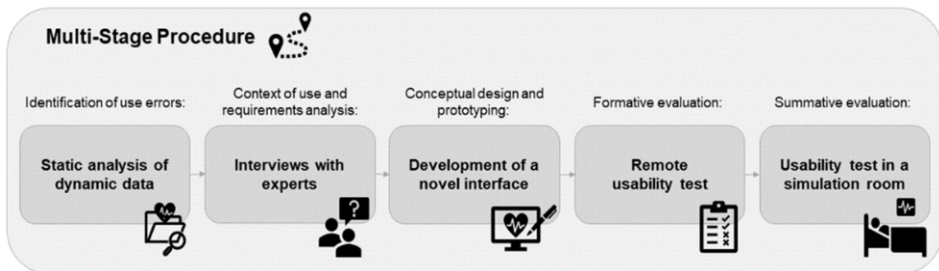 Multi-Stage Procedure
Identification of use errors:
Static analysis of
dynamic data
Context of use and
requirements analysis:
Interviews with
experts
?
Conceptual design and
prototyping:
Development of a
novel interface
Formative evaluation:
Remote
usability test
Summative evaluation:
Usability test in a
simulation room